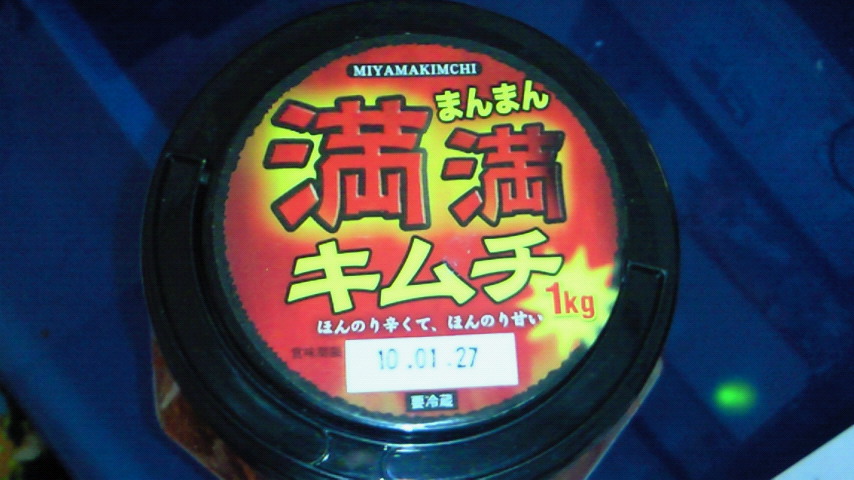 MIYAMAKIMCHI
まんまん
満満
キムチ
1kg
ほんのり辛くて、ほんのり甘い
賞味期限 10.01.27
要冷蔵